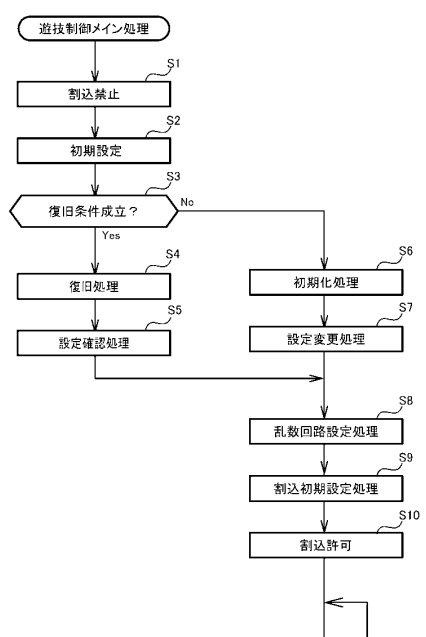 遊技制御メイン処理
S1
割込禁止
S2
初期設定
S3
復旧条件成立？
No
Yes
S4
復旧処理
S5
設定確認処理
S6
初期化処理
S7
設定変更処理
S8
乱数回路設定処理
S9
割込初期設定処理
S10
割込許可